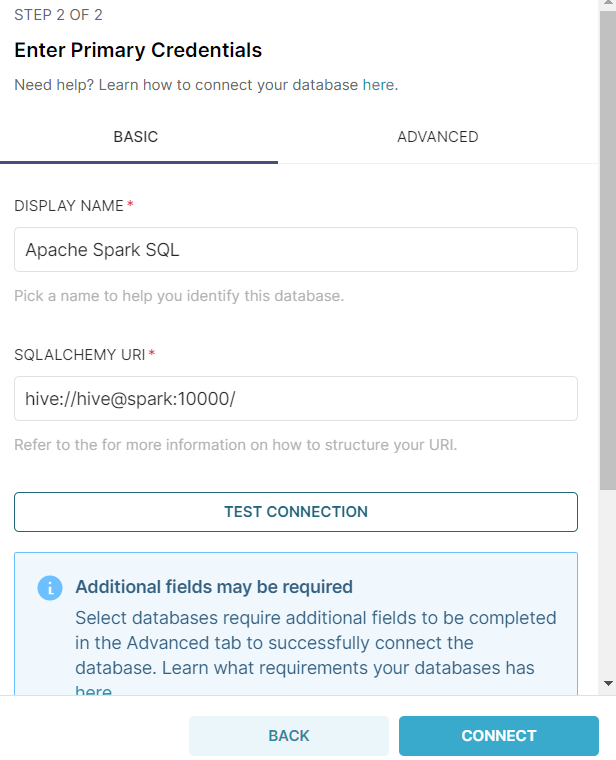 STEP 2 OF 2
Enter Primary Credentials
Need help? Learn how to connect your database here.
BASIC
ADVANCED
DISPLAY NAME *
Apache Spark SQL
Pick a name to help you identify this database.
SQLALCHEMY URI *
hive://hive@spark:10000/
Refer to the for more information on how to structure your URI.
TEST CONNECTION
Additional fields may be required
Select databases require additional fields to be completed
in the Advanced tab to successfully connect the
database. Learn what requirements your databases has
here
BACK
CONNECT